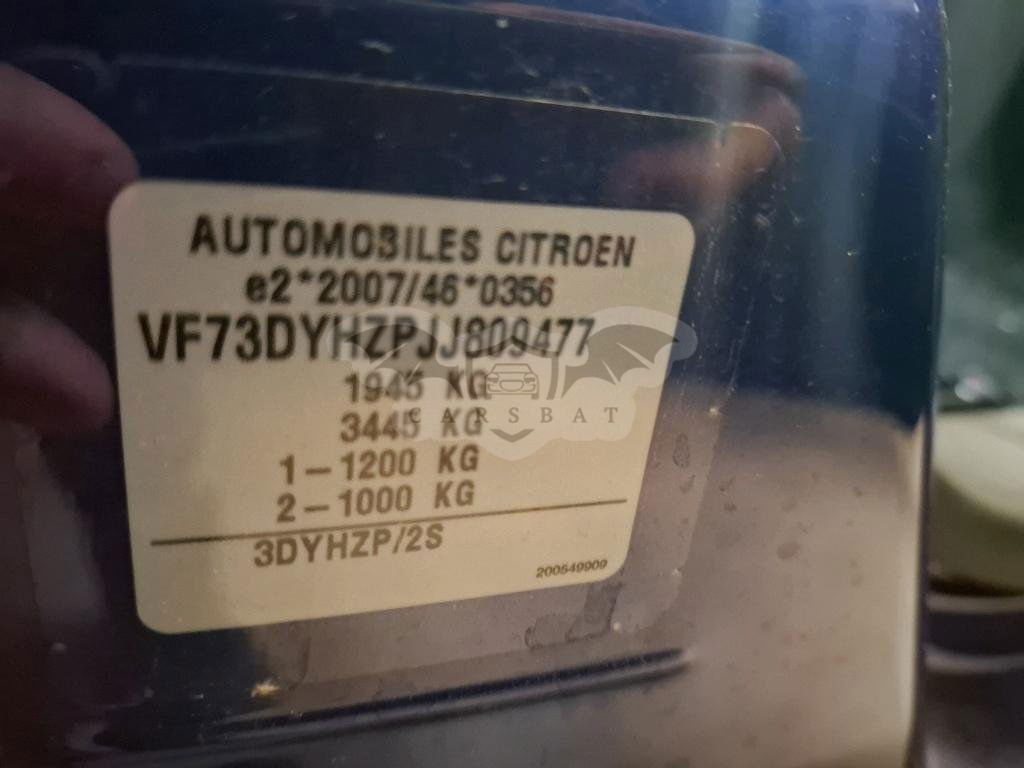 AUTOMOBILES CITROEN
e2*2007/46*0356
VF73DYHZPJJ809477
1945 KG
CARSBAT
3445 KG
1-1200 KG
2-1000 KG
3DYHZP/2S
200549909